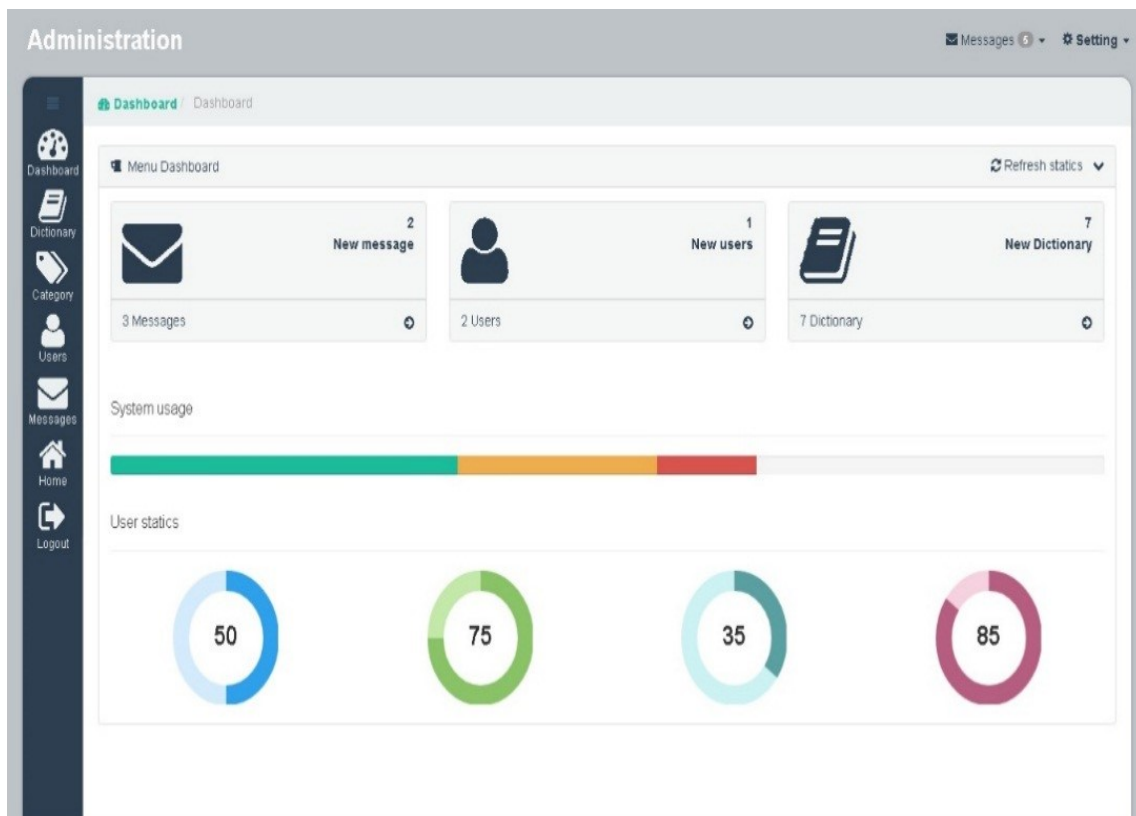 Administration
Messages 5
Setting
Dashboard / Dashboard
Dashboard
Dictionary
Category
Users
Messages
Home
Logout
Menu Dashboard
Refresh statics
2
New message
3 Messages
1
New users
2 Users
7
New Dictionary
7 Dictionary
System usage
User statics
50
75
35
85